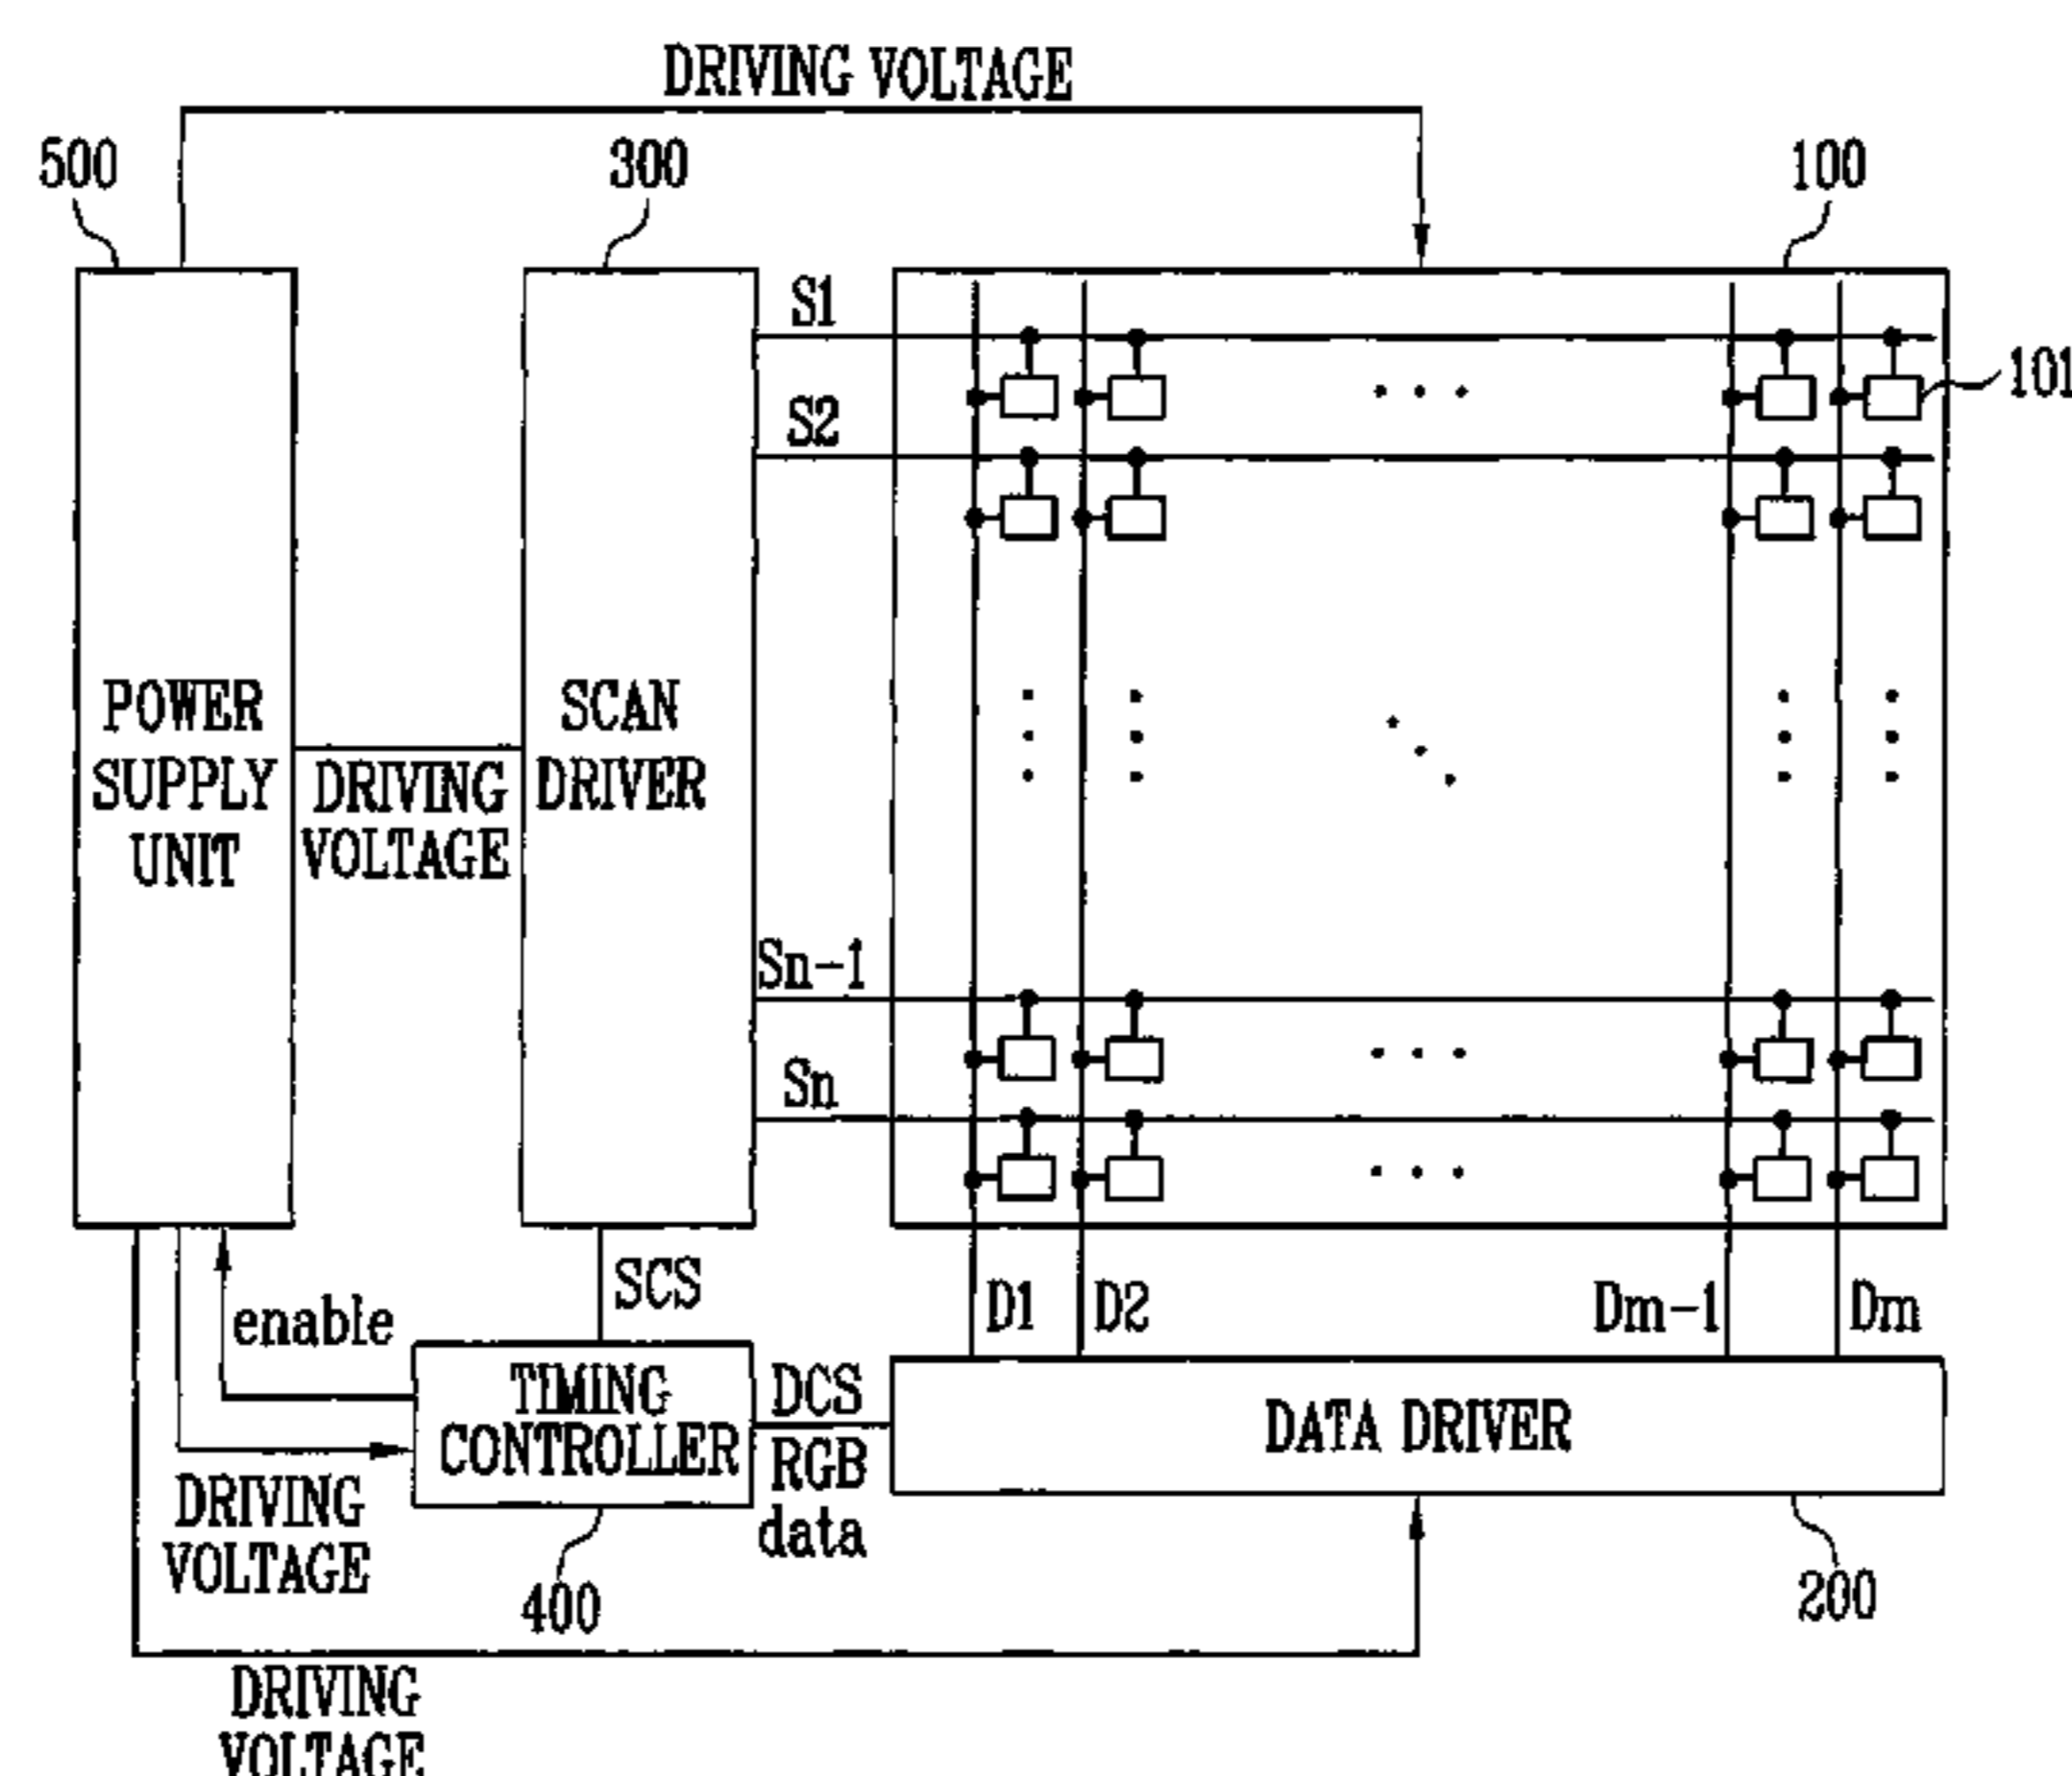 DRIVING VOLTAGE
500
300
100
S1
101
S2
POWER
SUPPLY
UNIT
DRIVING
VOLTAGE
SCAN
DRIVER
Sn-1
Sn
enable
SCS
D1
D2
Dm-1
Dm
TIMING
CONTROLLER
DCS
RGB
data
DATA DRIVER
DRIVING
VOLTAGE
400
200
DRIVING
VOLTAGE